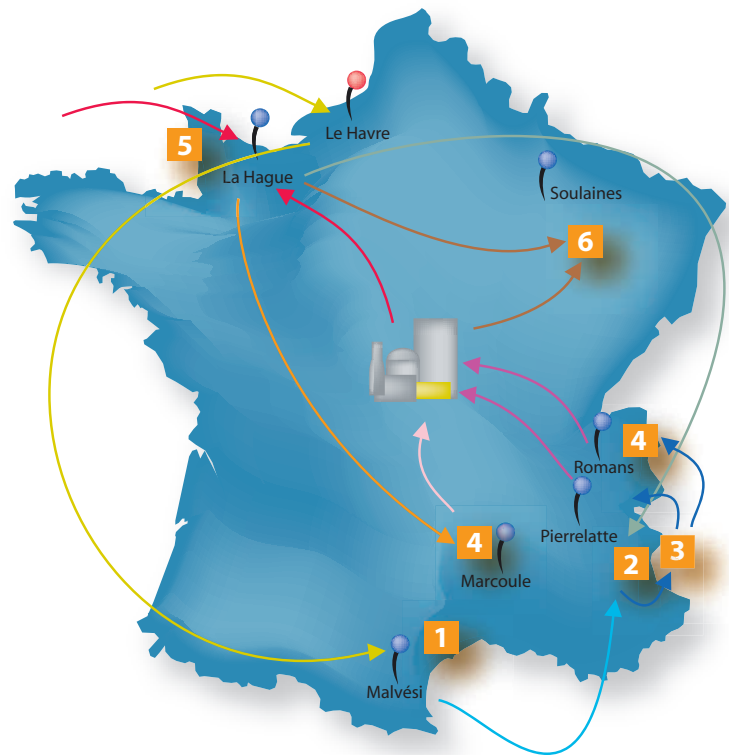 Le Havre
5
La Hague
Soulaines
6
4
Romans
Pierrelatte
4
3
2
Marcoule
1
Malvési